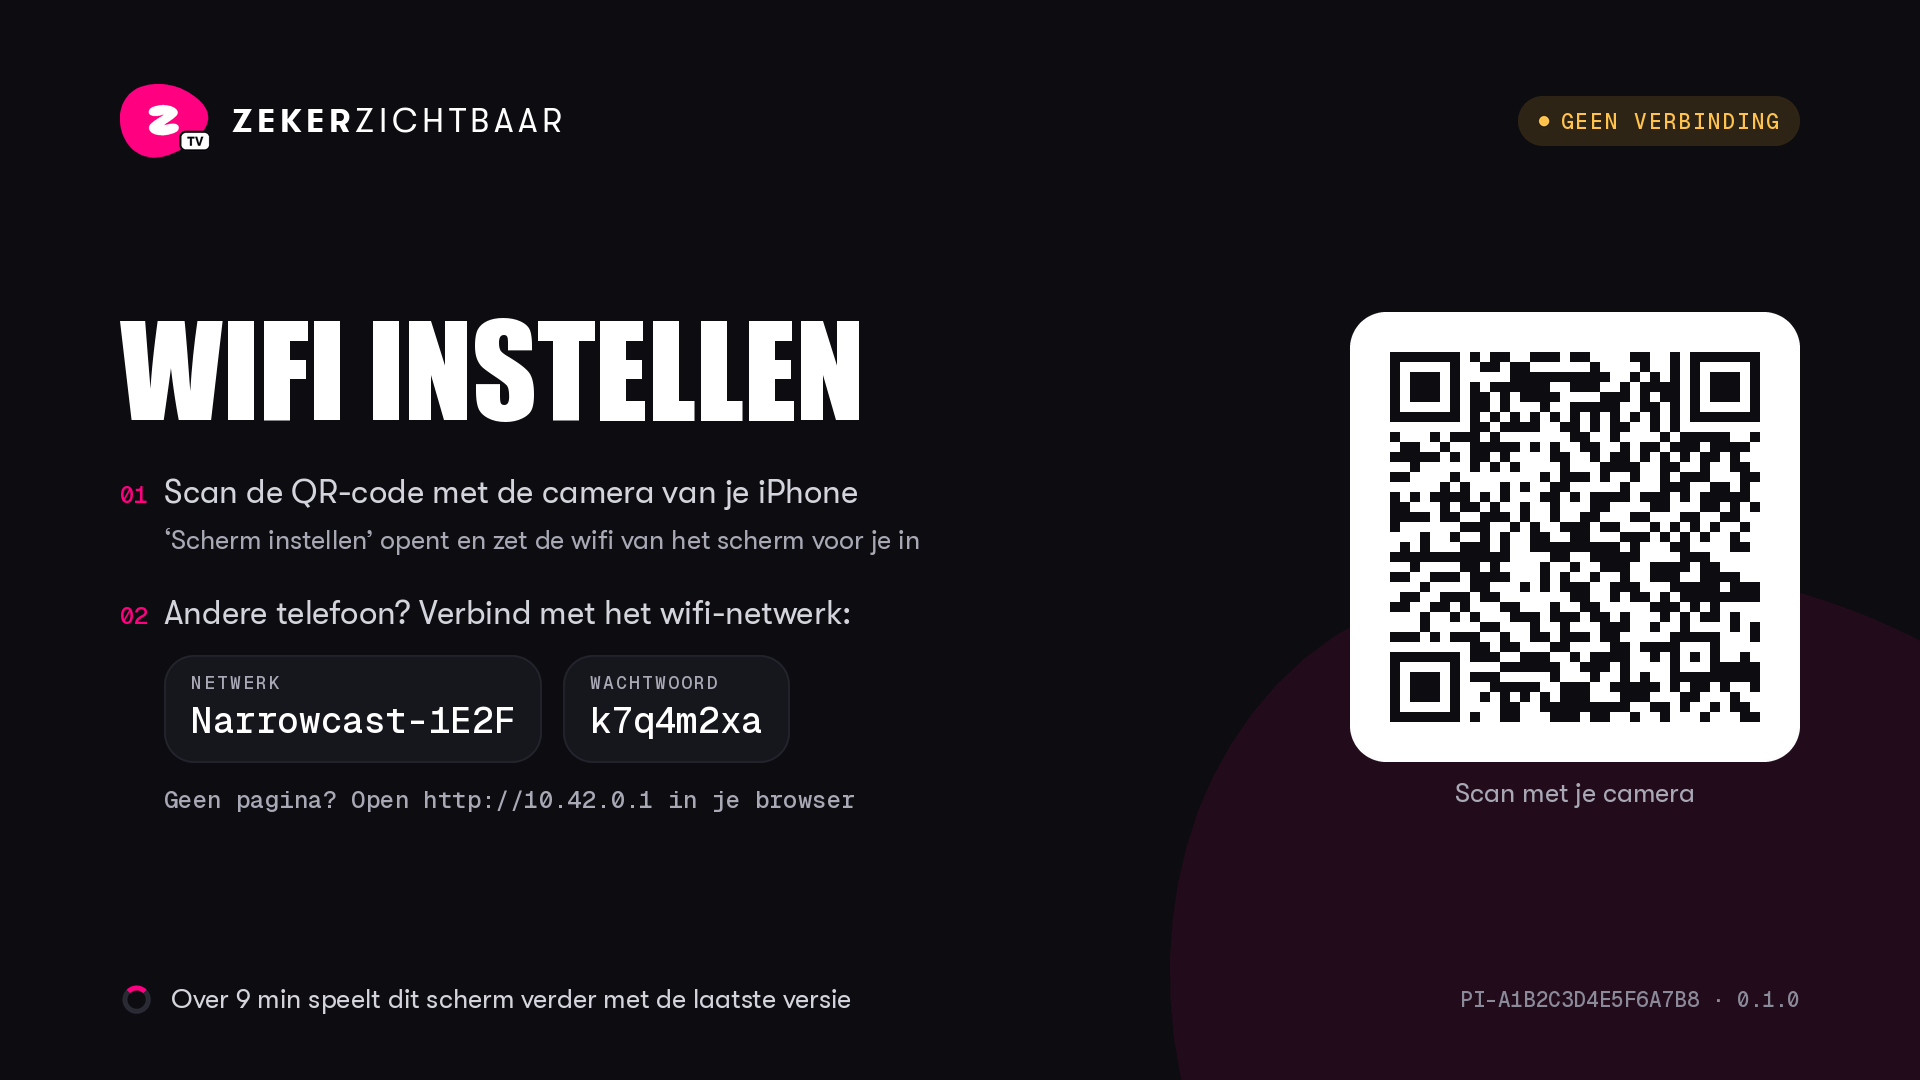 TV
ZEKERZICHTBAAR
GEEN VERBINDING
WIFI INSTELLEN
01 Scan de QR-code met de camera van je iPhone
‘Scherm instellen’ opent en zet de wifi van het scherm voor je in
02 Andere telefoon? Verbind met het wifi-netwerk:
NETWERK
Narrowcast-1E2F
WACHTWOORD
k7q4m2xa
Geen pagina? Open http://10.42.0.1 in je browser
Scan met je camera
Over 9 min speelt dit scherm verder met de laatste versie
PI-A1B2C3D4E5F6A7B8 · 0.1.0